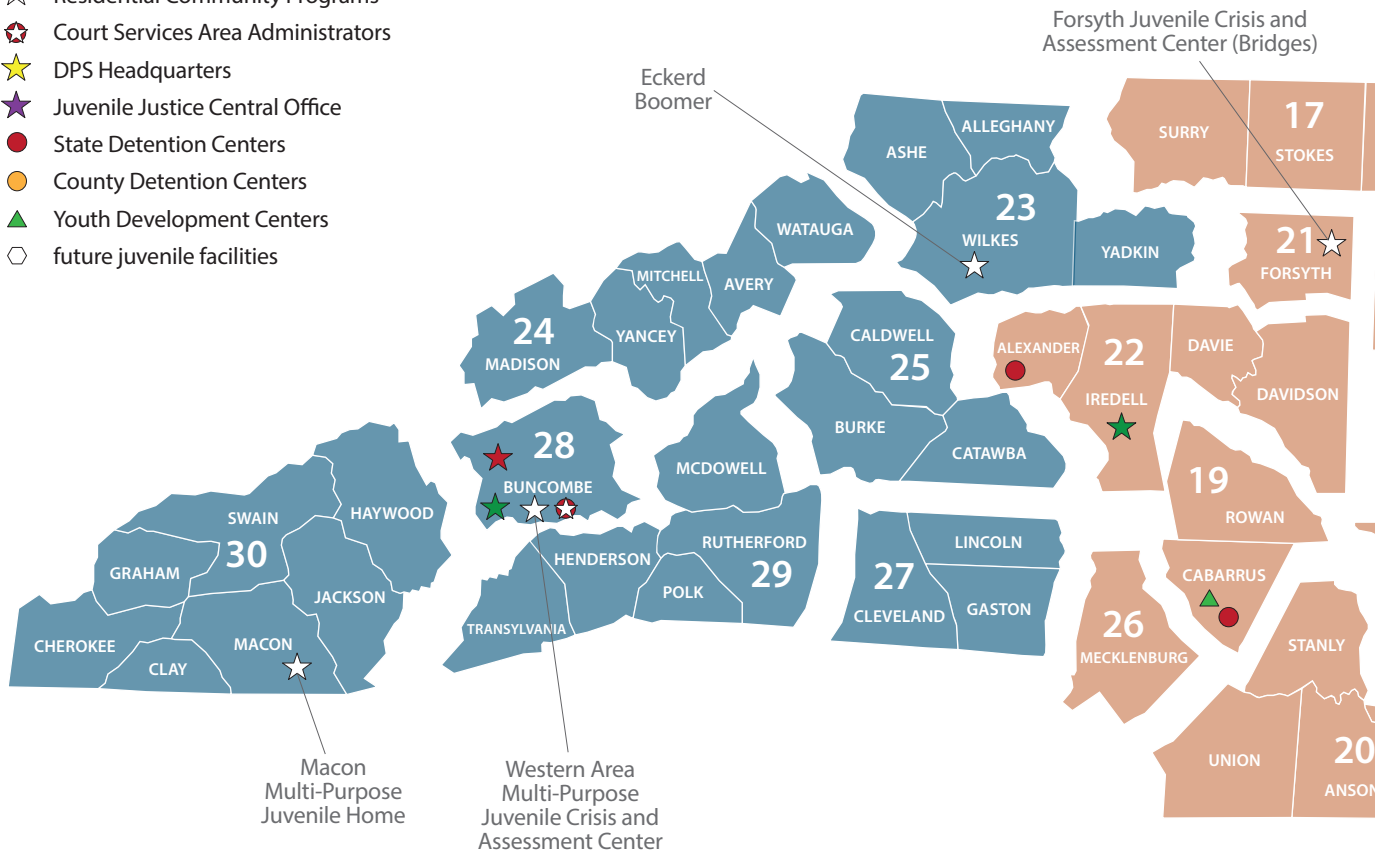 Residential Community Programs
Court Services Area Administrators
DPS Headquarters
Juvenile Justice Central Office
State Detention Centers
County Detention Centers
Youth Development Centers
future juvenile facilities
Forsyth Juvenile Crisis and
Assessment Center (Bridges)
Eckerd
Boomer
ALLEGHANY
ASHE
23
WILKES
YADKIN
SURRY
17
STOKES
21
FORSYTH
WATAUGA
MITCHELL
AVERY
24
YANCEY
MADISON
CALDWELL
25
BURKE
CATAWBA
ALEXANDER
22
DAVIE
IREDELL
DAVIDSON
28
BUNCOMBE
MCDOWELL
19
ROWAN
SWAIN
HAYWOOD
30
GRAHAM
JACKSON
CHEROKEE
MACON
CLAY
HENDERSON
RUTHERFORD
29
POLK
TRANSYLVANIA
LINCOLN
27
CLEVELAND
GASTON
CABARRUS
26
MECKLENBURG
STANLY
UNION
20
ANSON
Macon
Multi-Purpose
Juvenile Home
Western Area
Multi-Purpose
Juvenile Crisis and
Assessment Center